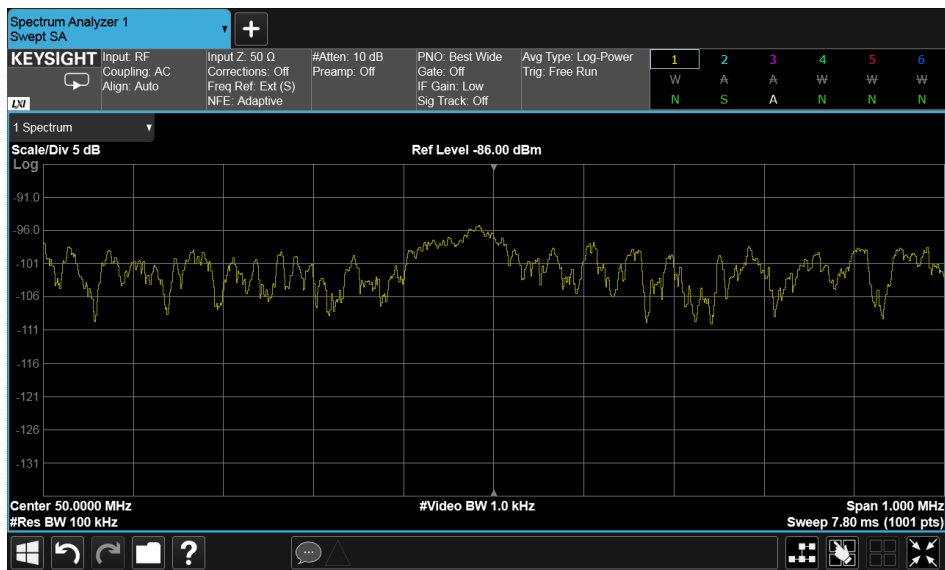 Spectrum Analyzer 1
Swept SA
+
KEYSIGHT
LXI
Input: RF
Coupling: AC
Align: Auto
Input Z: 50 Ω
Corrections: Off
Freq Ref: Ext (S)
NFE: Adaptive
#Atten: 10 dB
Preamp: Off
PNO: Best Wide
Gate: Off
IF Gain: Low
Sig Track: Off
Avg Type: Log-Power
Trig: Free Run
1 2 3 4 5 6
W A A W W W
N S A N N N
1 Spectrum
Scale/Div 5 dB
Ref Level -86.00 dBm
Log
-91.0
-96.0
-101
-106
-111
-116
-121
-126
-131
Center 50.0000 MHz
#Video BW 1.0 kHz
Span 1.000 MHz
#Res BW 100 kHz
Sweep 7.80 ms (1001 pts)
?